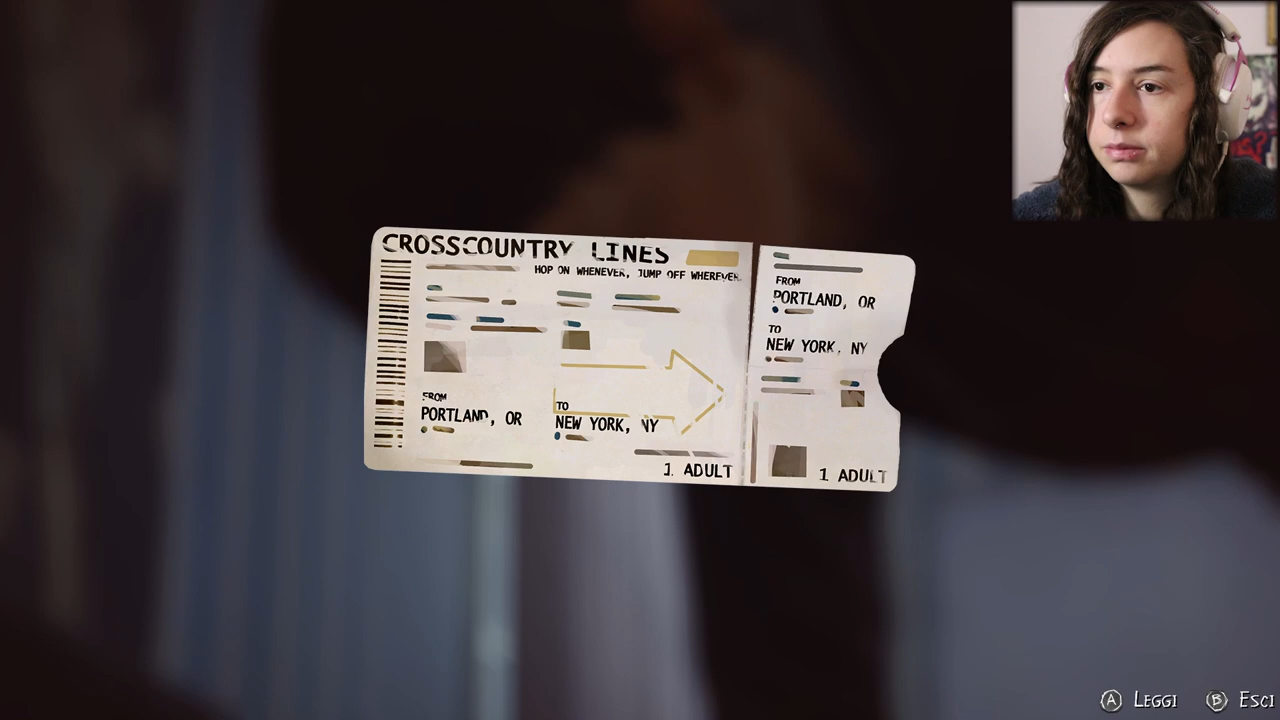 CROSSCOUNTRY LINES
HOP ON WHENEVER, JUMP OFF WHEREVER.
FROM
PORTLAND, OR
TO
NEW YORK, NY
1 ADULT
FROM
PORTLAND, OR
TO
NEW YORK, NY
1 ADULT
A LEGGI B ESCI